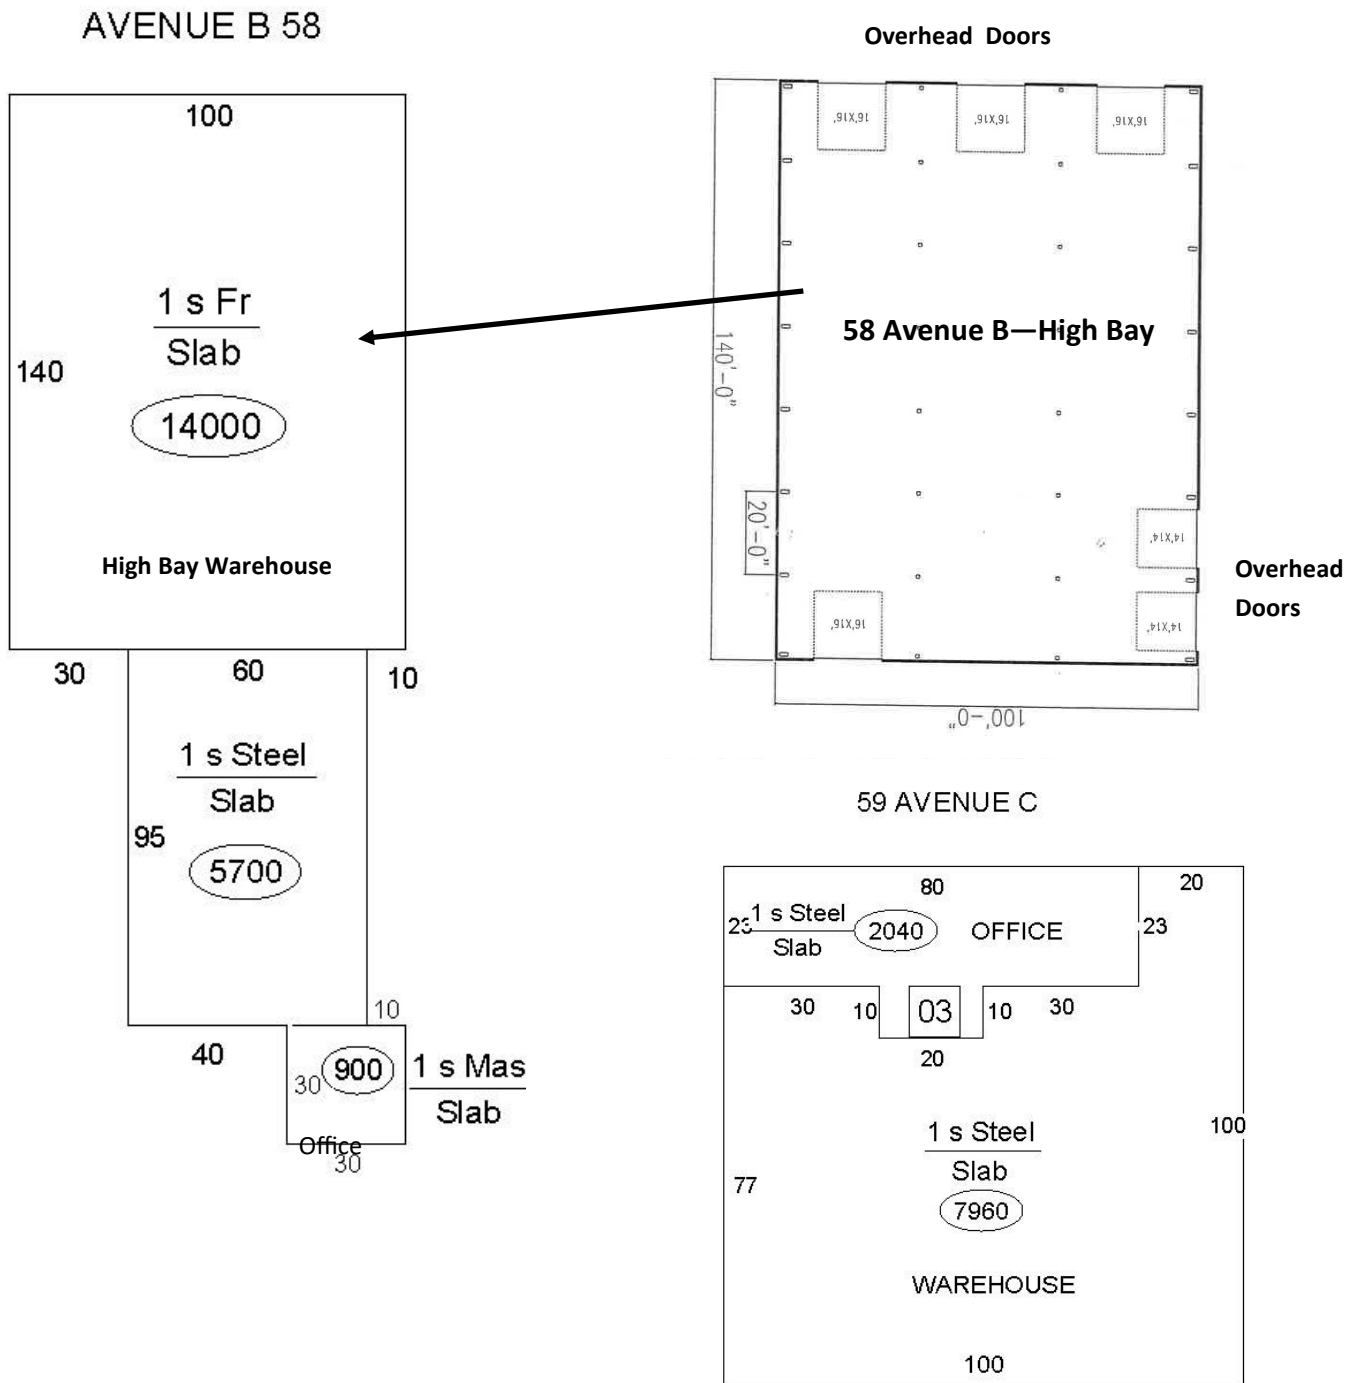 AVENUE B 58
100
1 s Fr
Slab
140
14000
High Bay Warehouse
30
60
10
1 s Steel
Slab
95
5700
10
40
30
900
1 s Mas
Slab
Office
30
Overhead Doors
16'X16'
16'X16'
16'X16'
58 Avenue B—High Bay
140'-0"
20'-0"
14'X14'
14'X14'
16'X16'
Overhead
Doors
100'-0"
59 AVENUE C
80
20
23
1 s Steel
Slab
2040
OFFICE
23
30
10
03
10
30
20
1 s Steel
Slab
7960
100
77
WAREHOUSE
100